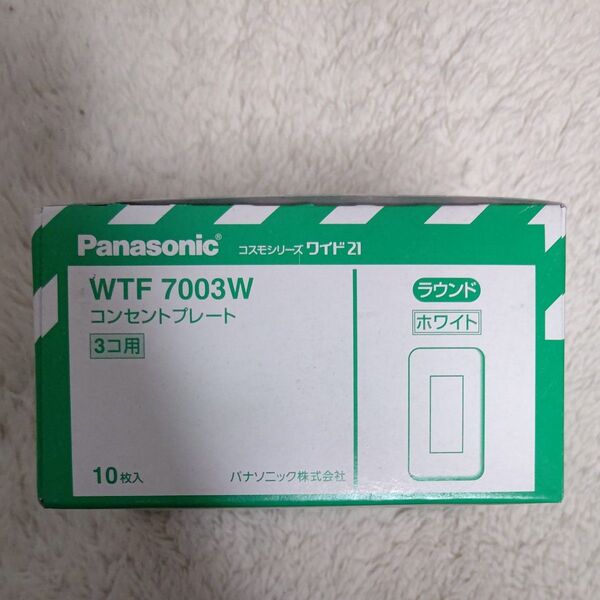 Panasonic® コスモシリーズ ワイド21
WTF 7003W
コンセントプレート
3コ用
10枚入
パナソニック株式会社
ラウンド
ホワイト